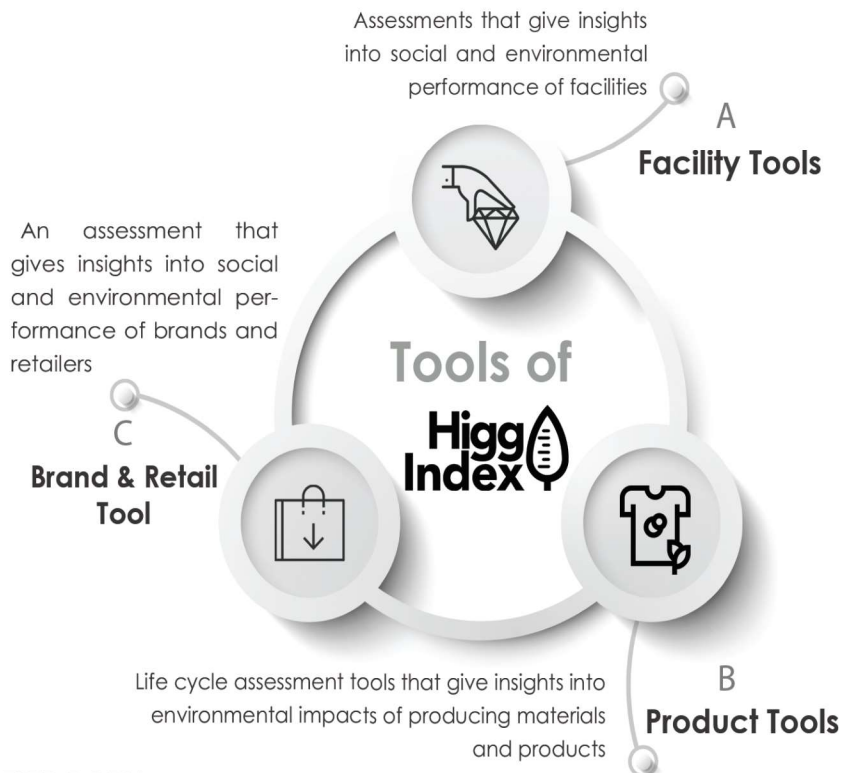 Assessments that give insights
into social and environmental
performance of facilities
A
Facility Tools
An assessment that
gives insights into social
and environmental per-
formance of brands and
retailers
C
Brand & Retail
Tool
Tools of
Higg
Index
Life cycle assessment tools that give insights into
environmental impacts of producing materials
and products
B
Product Tools